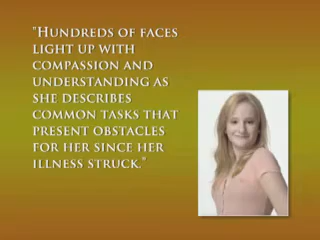 "Hundreds of faces
light up with
compassion and
understanding as
she describes
common tasks that
present obstacles
for her since her
illness struck."